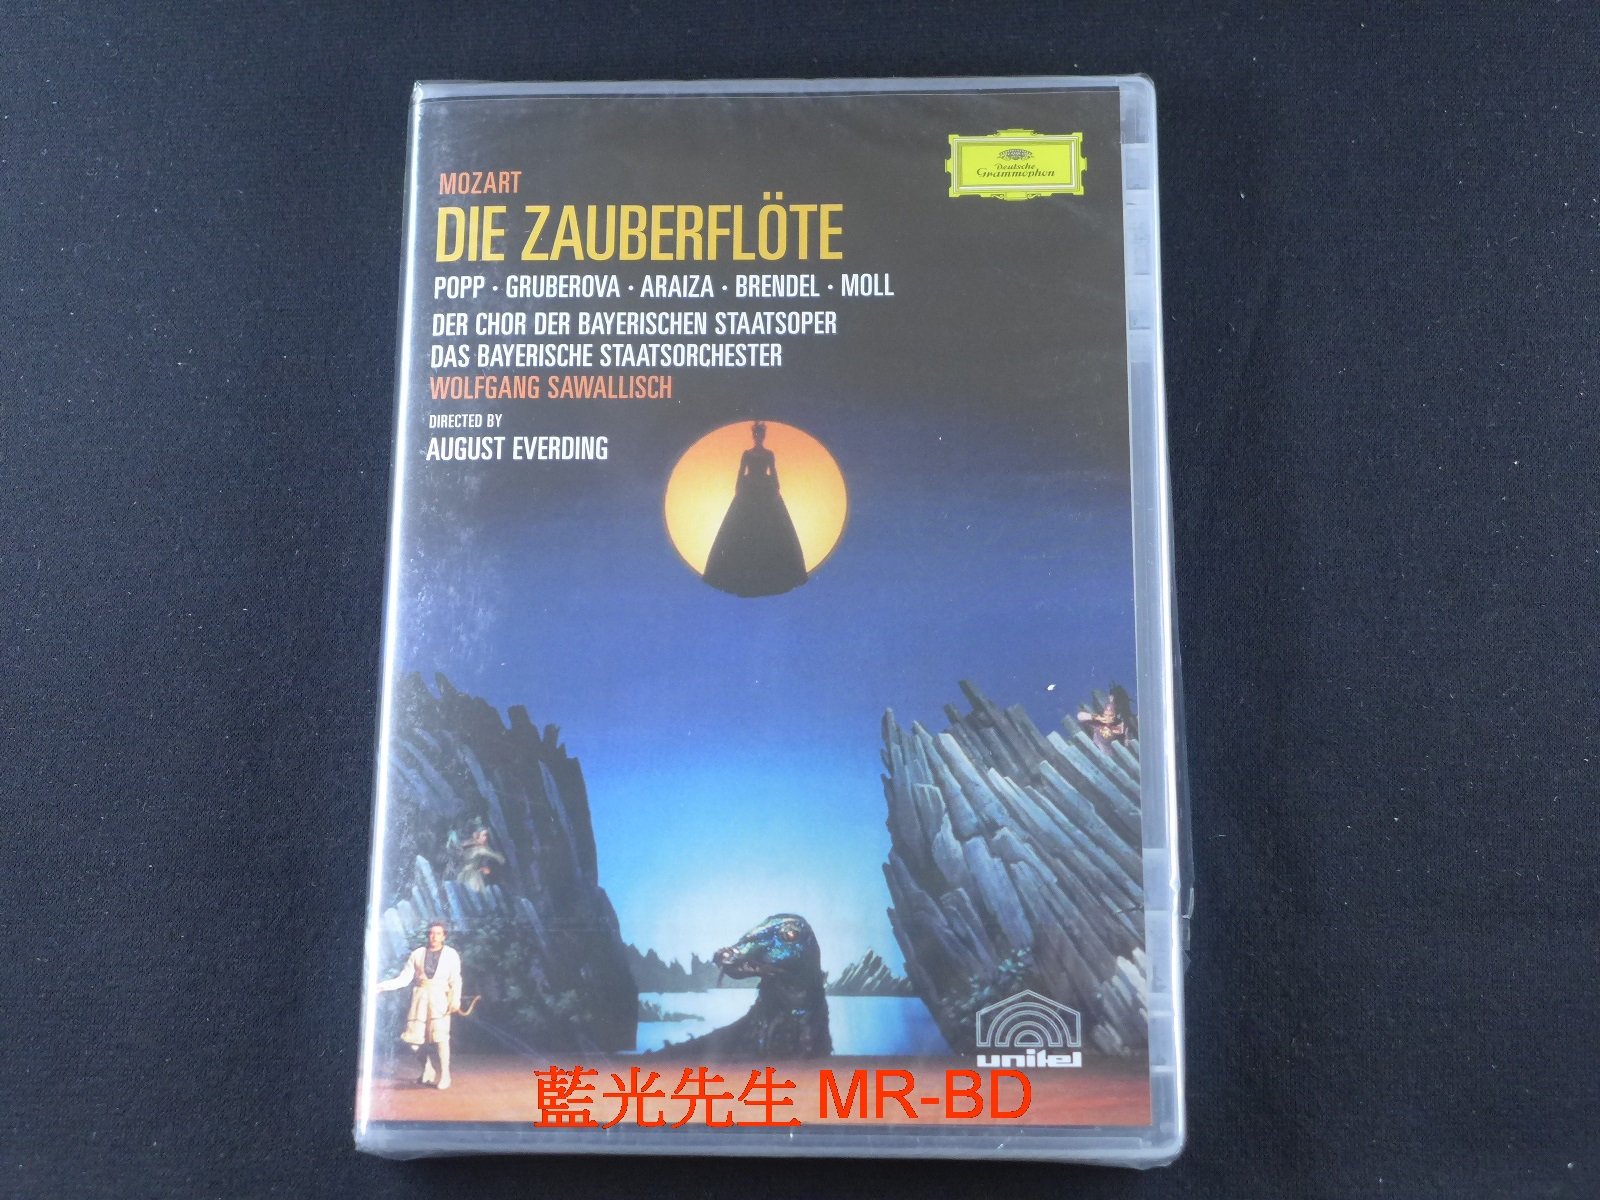 Deutsche
Grammophon
MOZART
DIE ZAUBERFLÖTE
POPP · GRUBEROVA · ARAIZA · BRENDEL · MOLL
DER CHOR DER BAYERISCHEN STAATSOPER
DAS BAYERISCHE STAATSORCHESTER
WOLFGANG SAWALLISCH
DIRECTED BY
AUGUST EVERDING
unitel
藍光先生 MR-BD